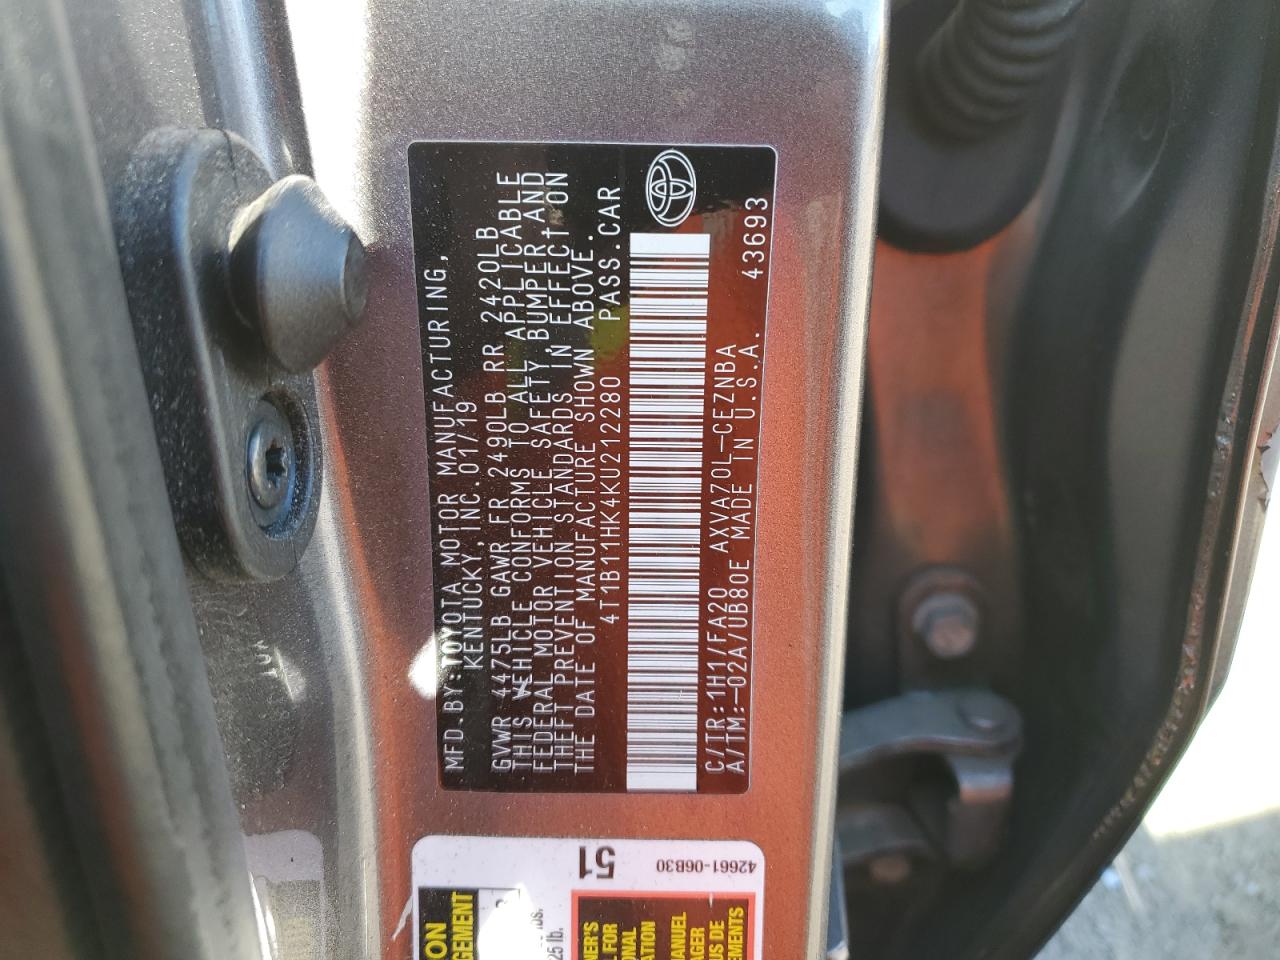 MFD.BY:TOYOTA MOTOR MANUFACTURING,
KENTUCKY, INC. 01/19
GVWR 4475LB GAWR FR 2490LB RR 2420LB
THIS VEHICLE CONFORMS TO ALL APPLICABLE
FEDERAL MOTOR VEHICLE SAFETY, BUMPER, AND
THEFT PREVENTION STANDARDS IN EFFECT ON
THE DATE OF MANUFACTURE SHOWN ABOVE.
4T1B11HK4KU212280 PASS.CAR
C/TR:1H1/FA20 AXVA70L-CEZNBA
A/TM:-02A/UB80E MADE IN U.S.A. 43693
51
42661-06B30